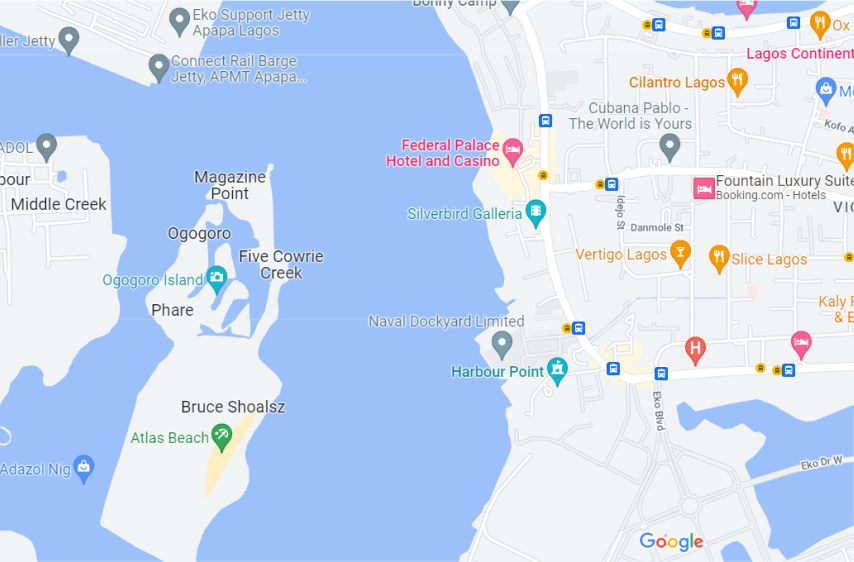 Bonny Camp
Eko Support Jetty
Apapa Lagos
ller Jetty
Connect Rail Barge
Jetty, APMT Apapa...
Ox
Lagos Continent
Cilantro Lagos
Mo
Cubana Pablo -
The World is Yours
Kofo A
ADOL
Federal Palace
Hotel and Casino
bour
Magazine
Point
Middle Creek
Fountain Luxury Suite
Booking.com - Hotels
Idejo St
VIC
Silverbird Galleria
Danmole St
Ogogoro
Five Cowrie
Creek
Vertigo Lagos
Slice Lagos
Ogogoro Island
Phare
Kaly F
& E
Naval Dockyard Limited
H
Harbour Point
Bruce Shoalsz
Eko Blvd
Atlas Beach
Adazol Nig
Eko Dr W
Google